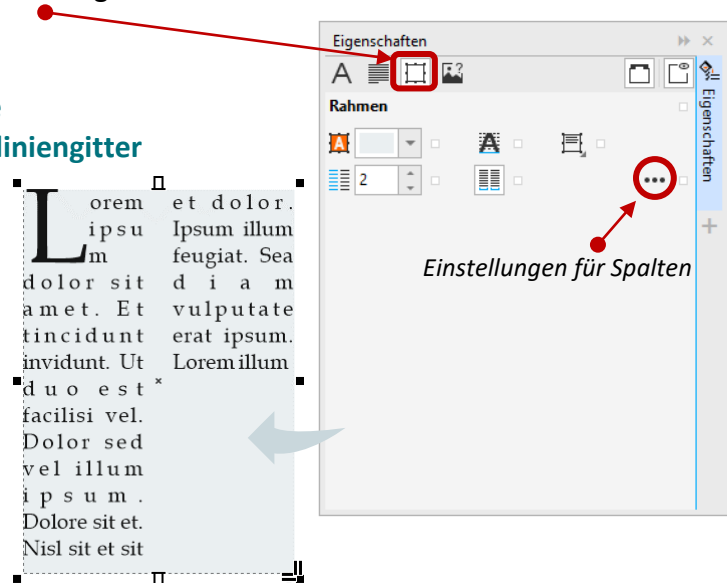 Eigenschaften
Rahmen
2
Eigenschaften
Einstellungen für Spalten
liniengitter
Lorem
ipsu
m
dolor sit
amet. Et
tincidunt
invidunt. Ut
duo est
facilisi vel.
Dolor sed
vel illum
ipsum.
Dolore sit et.
Nisl sit et sit
et dolor.
Ipsum illum
feugiat. Sea
diam
vulputate
erat ipsum.
Lorem illum